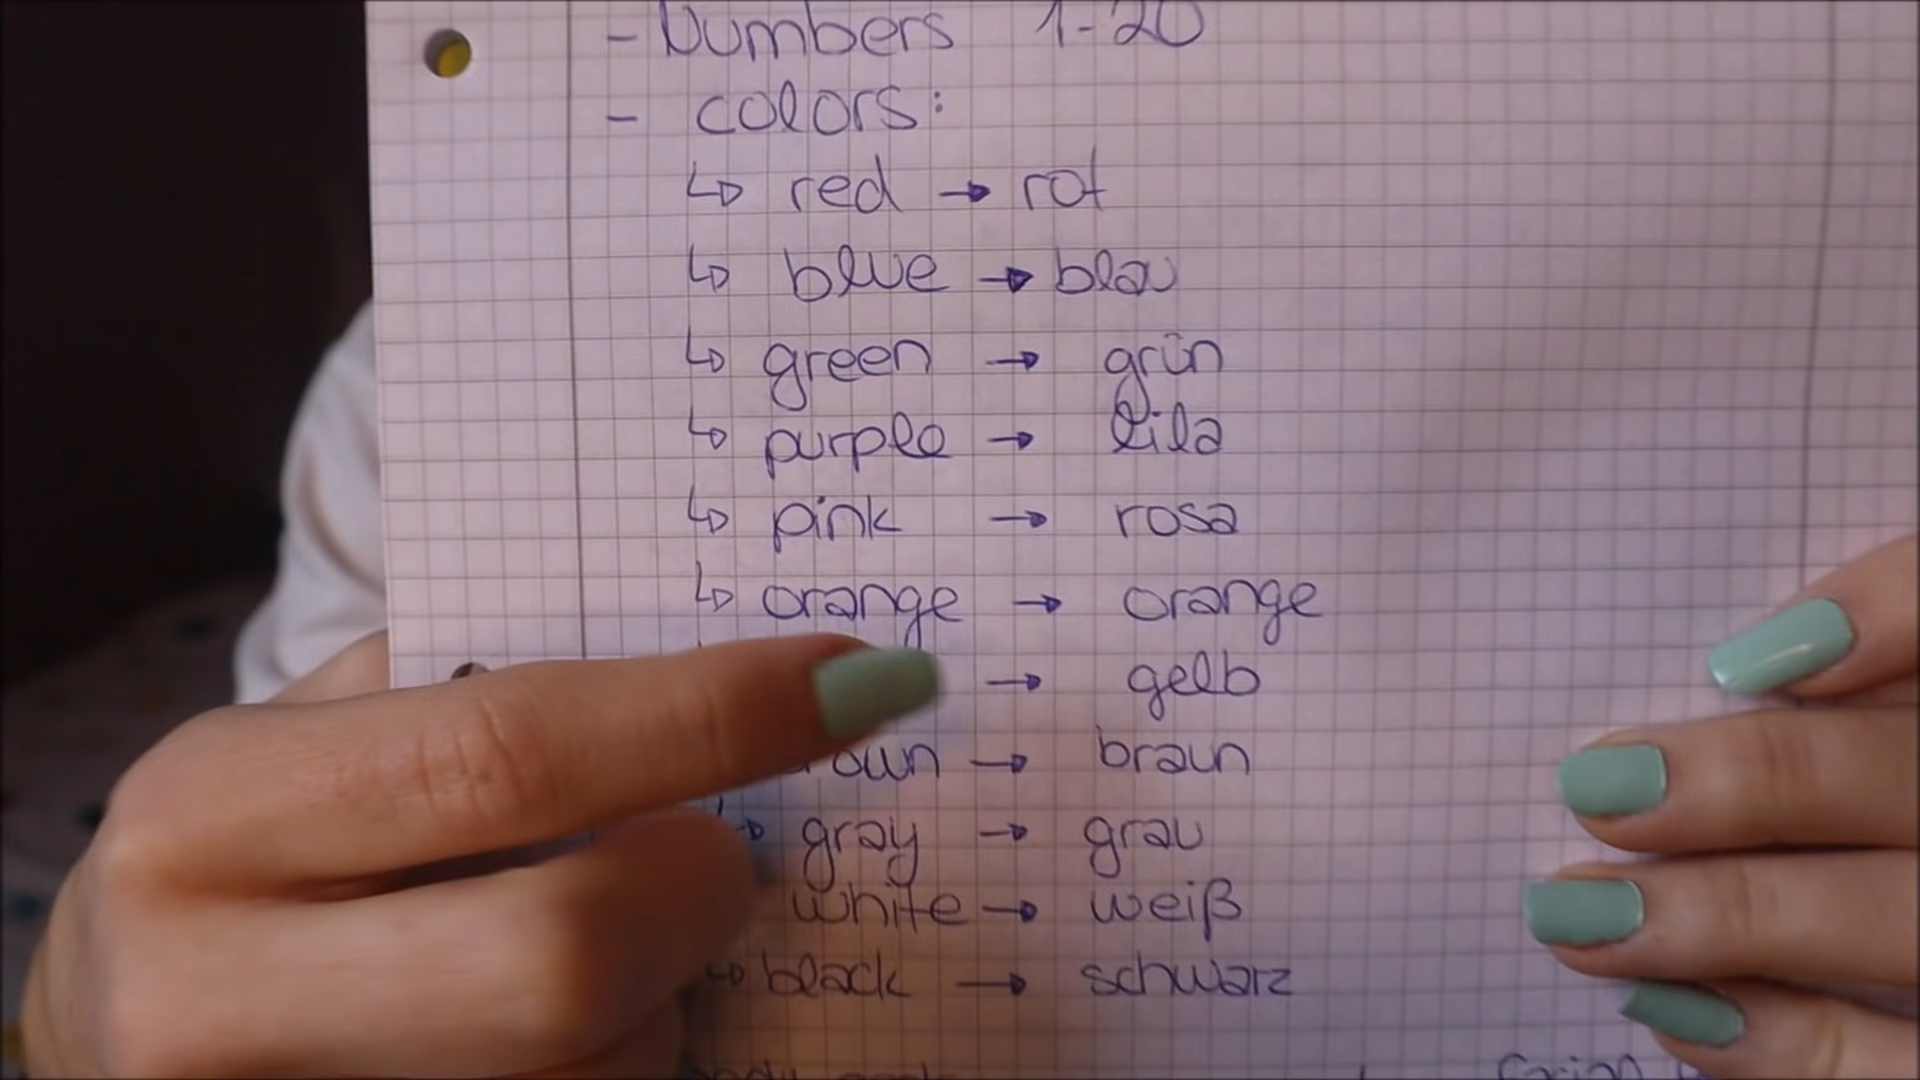 - Numbers 1-20
- colors:
↳ red → rot
↳ blue → blau
↳ green → grün
↳ purple → lila
↳ pink → rosa
↳ orange → orange
→ gelb
rown → braun
↳ gray → grau
white → weiß
↳ black → schwarz